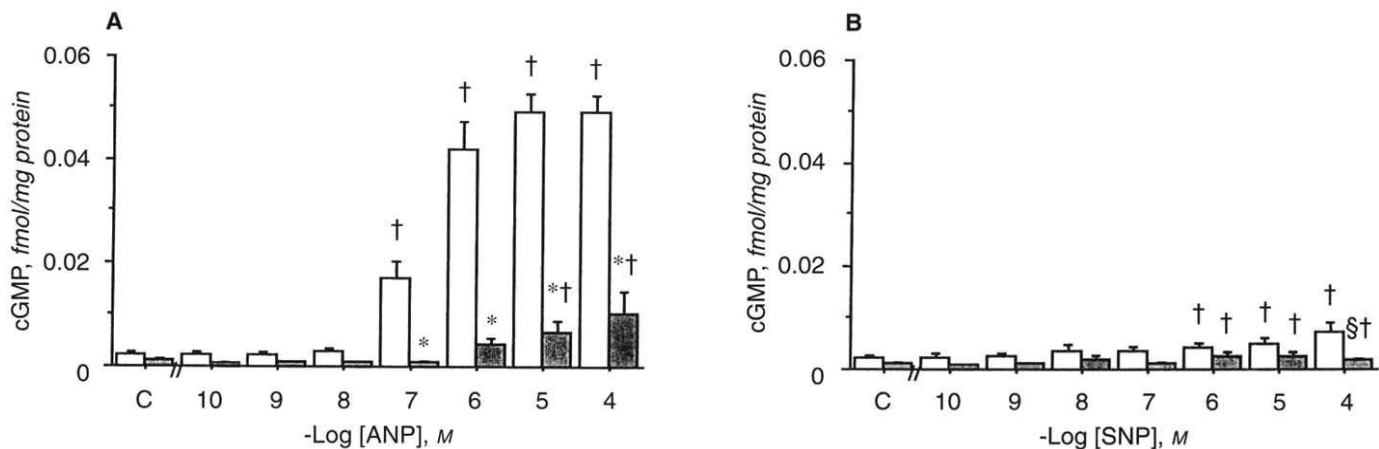 A
cGMP, fmol/mg protein
0.06
0.04
0.02
0
† † † † * * *† *†
C 10 9 8 7 6 5 4
-Log [ANP], M
B
cGMP, fmol/mg protein
0.06
0.04
0.02
0
† † † † † §†
C 10 9 8 7 6 5 4
-Log [SNP], M